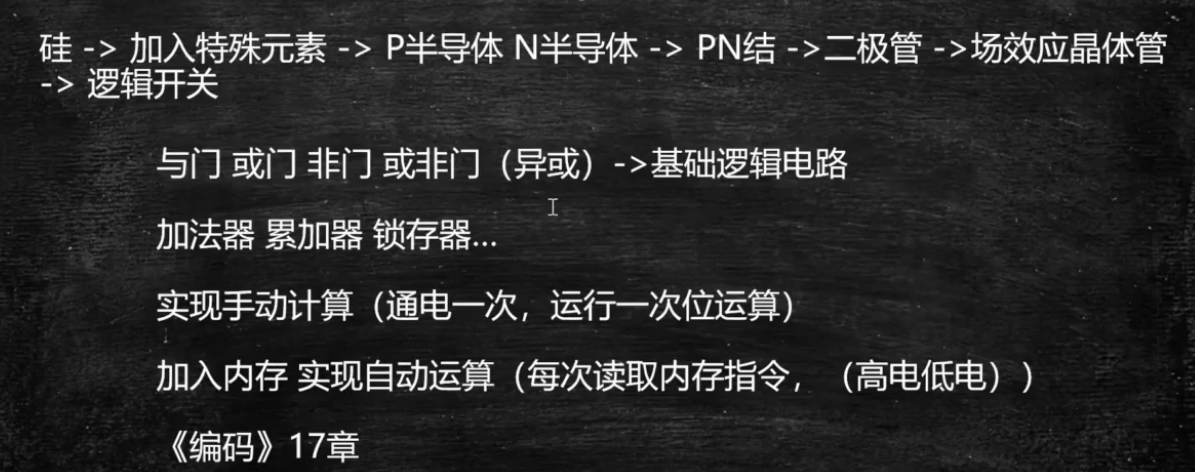 硅 -> 加入特殊元素 -> P半导体 N半导体 -> PN结 ->二极管 ->场效应晶体管
-> 逻辑开关
与门 或门 非门 或非门（异或）->基础逻辑电路
加法器 累加器 锁存器...
实现手动计算（通电一次，运行一次位运算）
加入内存 实现自动运算（每次读取内存指令，（高电低电））
《编码》17章